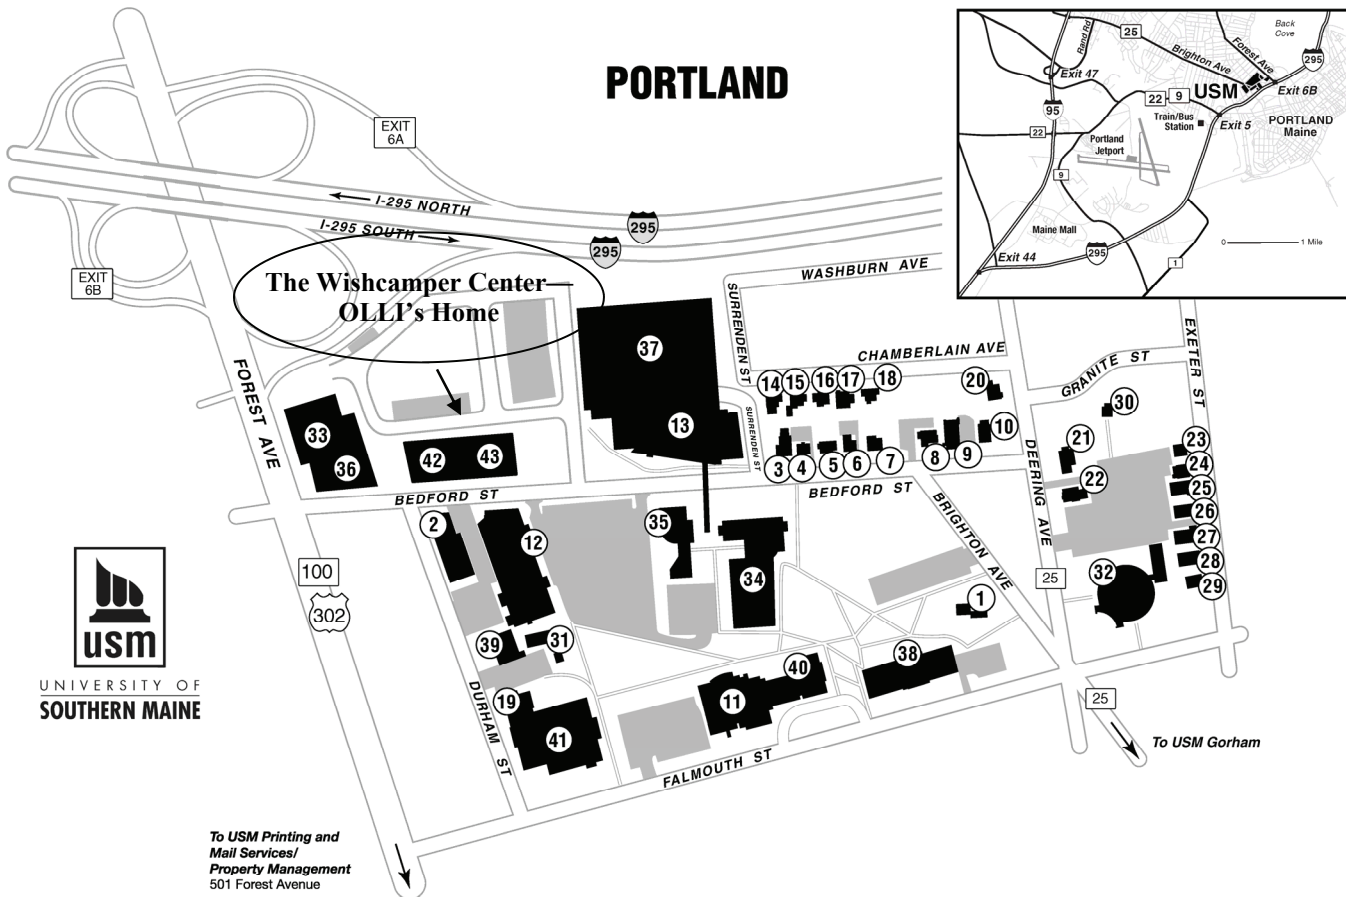 PORTLAND
EXIT
6A
I-295 NORTH
I-295 SOUTH
295
295
EXIT
6B
The Wishcamper Center
OLLI's Home
WASHBURN AVE
SURRENDEN ST
SURRENDEN ST
CHAMBERLAIN AVE
GRANITE ST
EXETER ST
FOREST AVE
BEDFORD ST
BEDFORD ST
BRIGHTON AVE
DEERING AVE
DURHAM ST
FALMOUTH ST
37
13
14
15
16
17
18
20
30
3
4
5
6
7
8
9
10
21
22
23
24
25
26
27
28
29
32
33
36
42
43
2
12
35
34
1
39
31
19
41
11
40
38
100
302
25
25
To USM Gorham
usm
UNIVERSITY OF
SOUTHERN MAINE
To USM Printing and
Mail Services/
Property Management
501 Forest Avenue
25
Rand Rd
Brighton Ave
Forest Ave
Back
Cove
295
Exit 47
USM
Exit 6B
95
22
9
Train/Bus
Station
Exit 5
PORTLAND
Maine
22
Portland
Jetport
9
Maine Mall
Exit 44
295
1
0
1 Mile